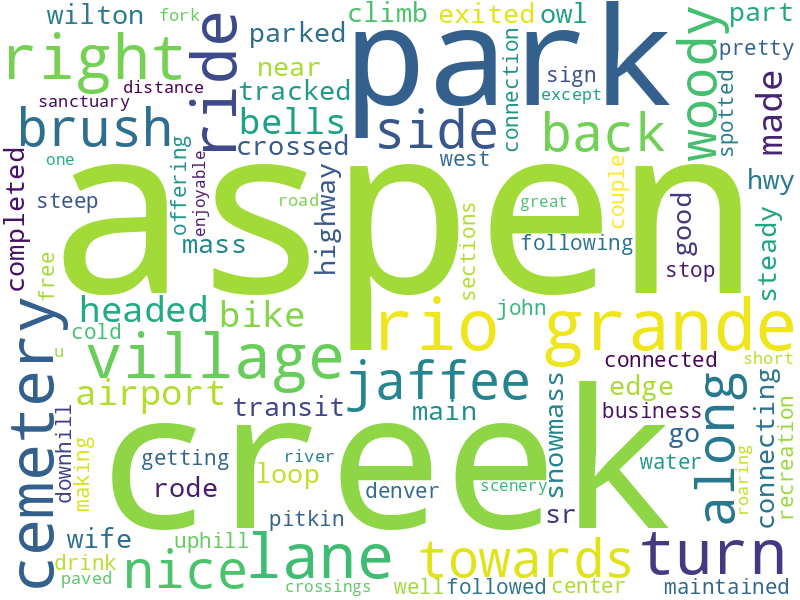 wilton
fork
parked
climb
exited
owl
part
right
ride
park
woody
near
sign
pretty
distance
sanctuary
tracked
connection
except
spotted
made
brush
bells
side
back
crossed
west
one
completed
steep
offering
enjoyable
aspen
highway
road
great
couple
hwy
mass
sections
following
good
stop
steady
free
headed
bike
rio grande
john
u
cold
village
jaffee
connected
short
cemetery
airport
transit
main
snowmass
edge
business
along
connecting
recreation
downhill
making
creek
go
getting
river
loop
denver
scenery
water
roaring
rode
pitkin
sr
wife
uphill
lane
towards
turn
drink
nice
paved
crossings
well
followed
center
maintained